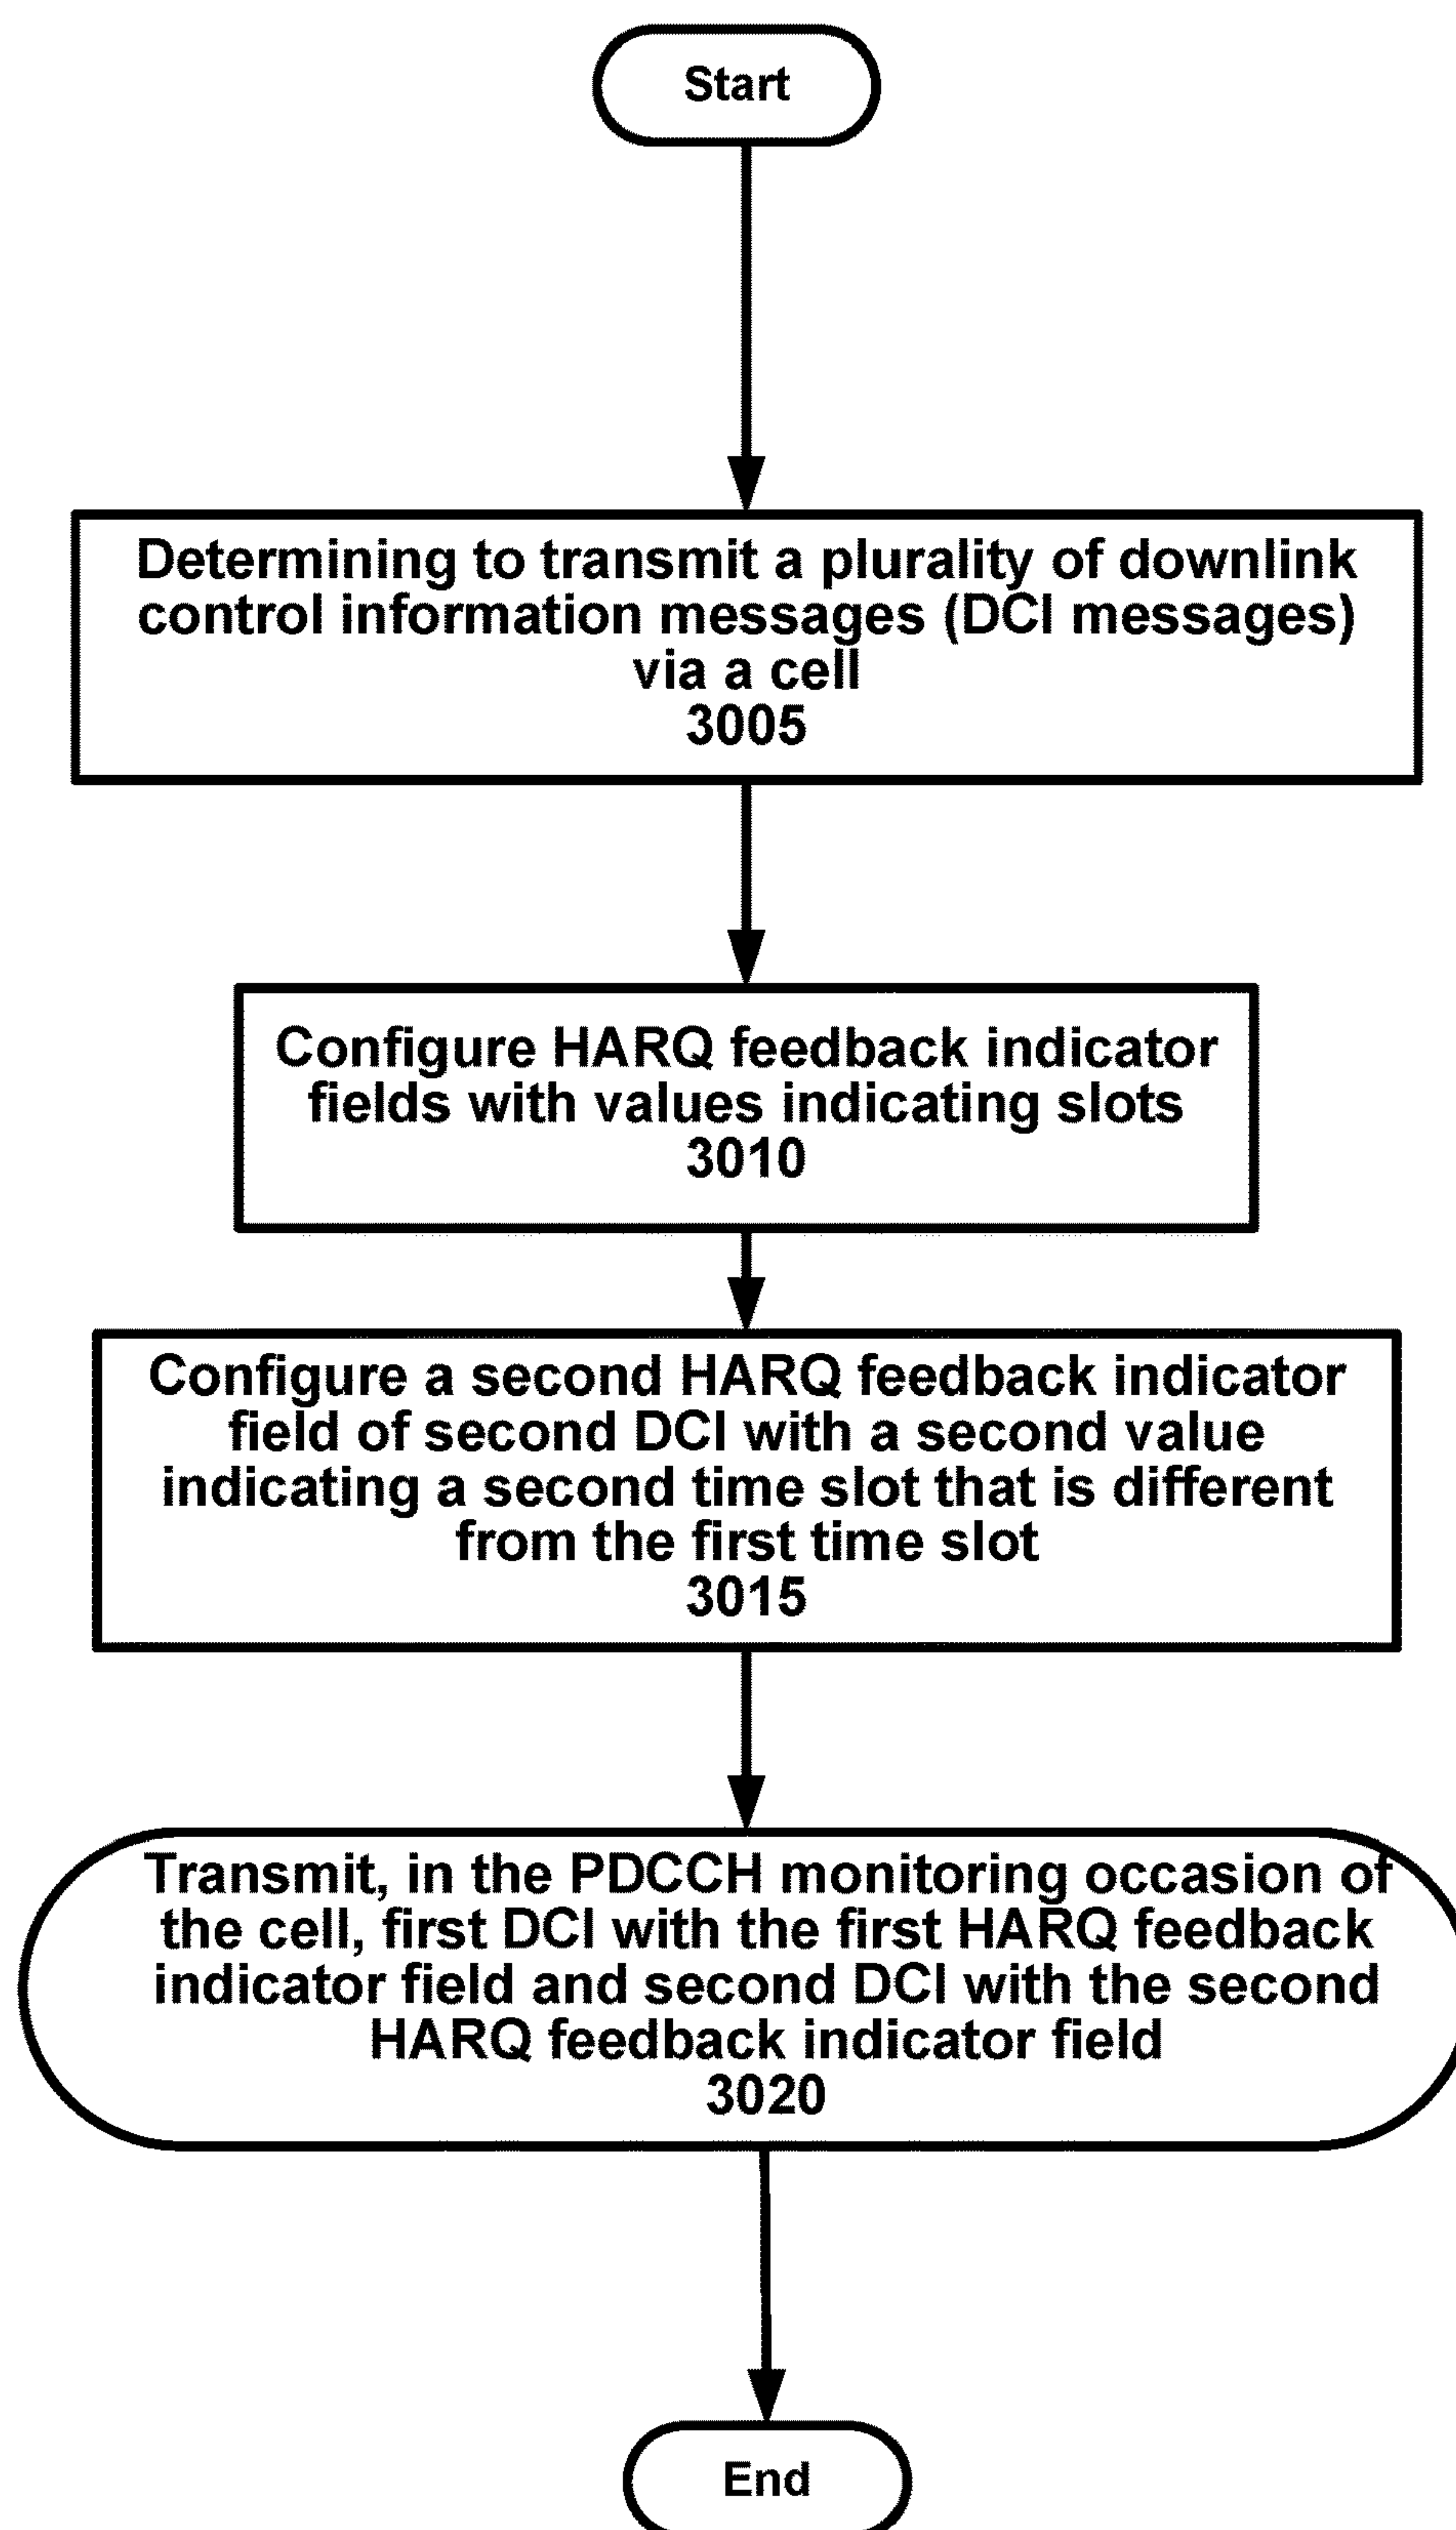 Start
Determining to transmit a plurality of downlink
control information messages (DCI messages)
via a cell
3005
Configure HARQ feedback indicator
fields with values indicating slots
3010
Configure a second HARQ feedback indicator
field of second DCI with a second value
indicating a second time slot that is different
from the first time slot
3015
Transmit, in the PDCCH monitoring occasion of
the cell, first DCI with the first HARQ feedback
indicator field and second DCI with the second
HARQ feedback indicator field
3020
End